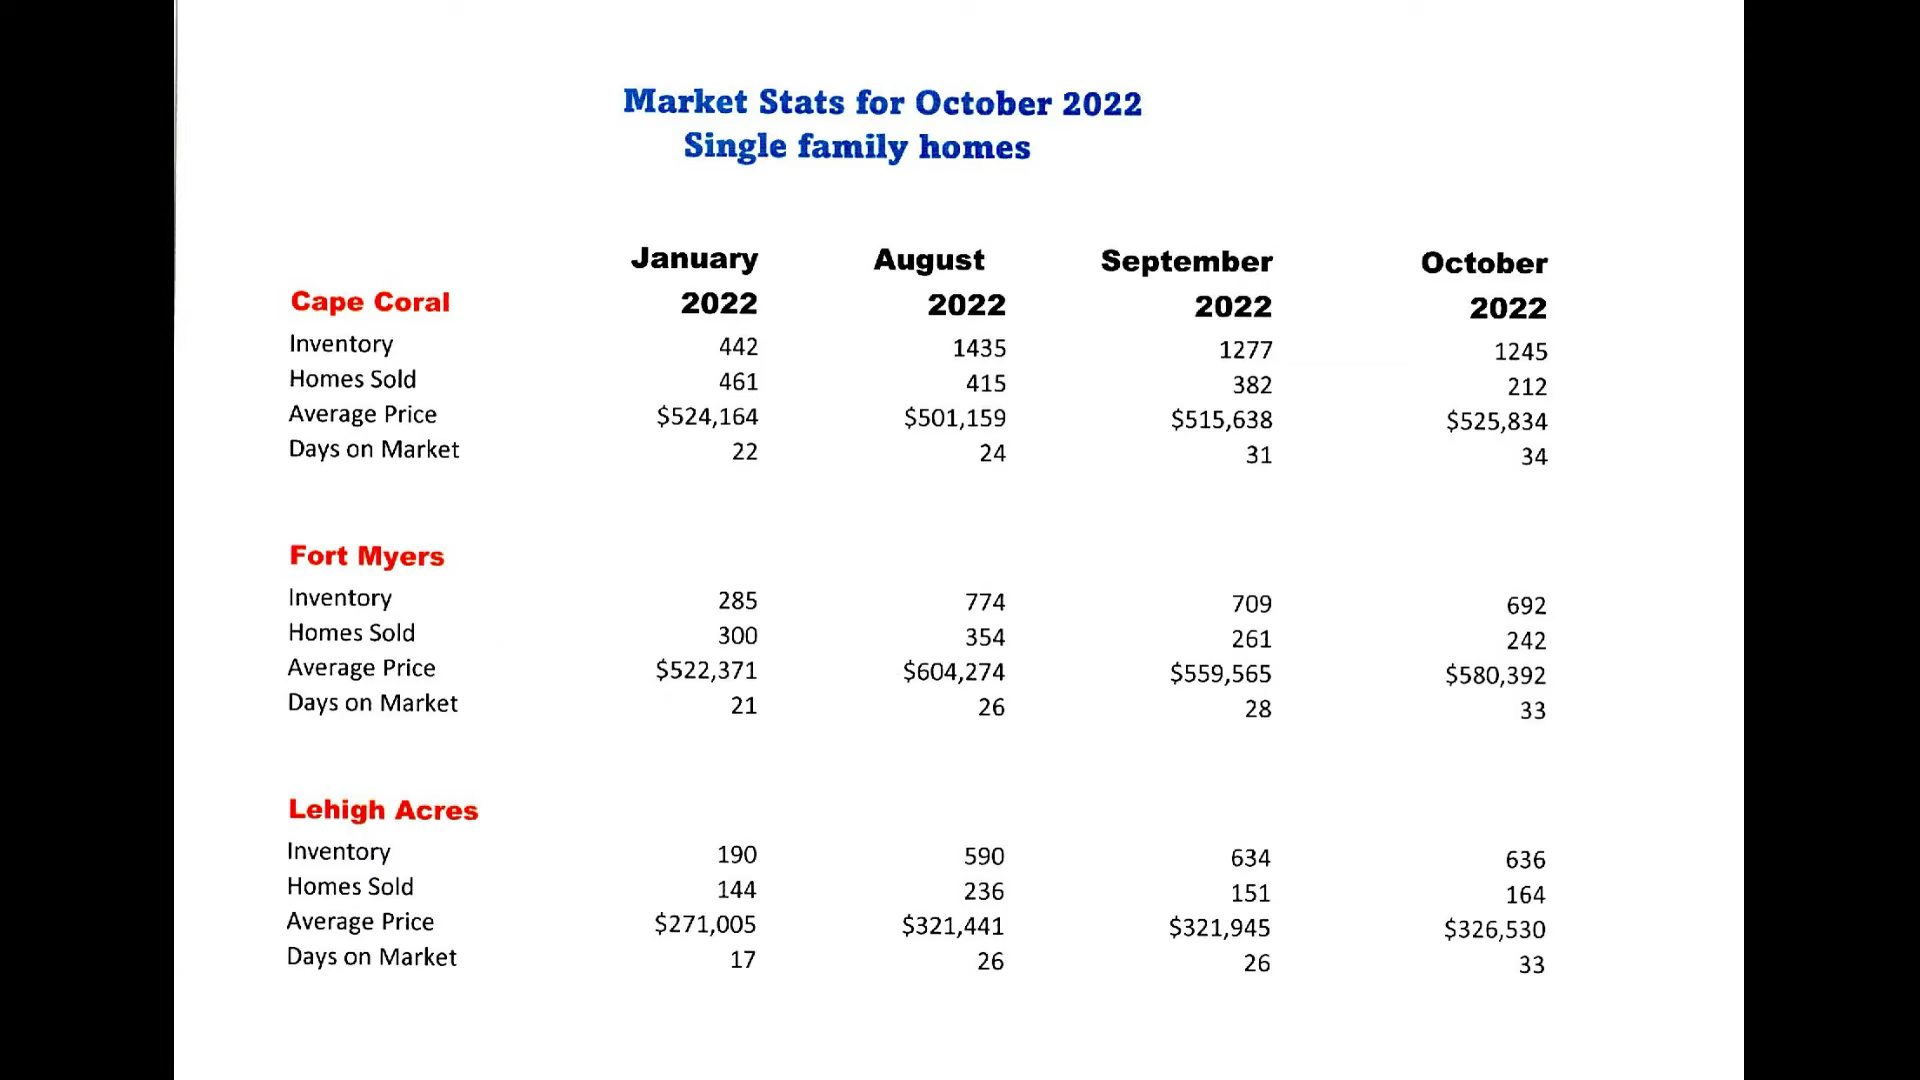 Market Stats for October 2022
Single family homes
January August September October
Cape Coral 2022 2022 2022 2022
Inventory 442 1435 1277 1245
Homes Sold 461 415 382 212
Average Price $524,164 $501,159 $515,638 $525,834
Days on Market 22 24 31 34
Fort Myers
Inventory 285 774 709 692
Homes Sold 300 354 261 242
Average Price $522,371 $604,274 $559,565 $580,392
Days on Market 21 26 28 33
Lehigh Acres
Inventory 190 590 634 636
Homes Sold 144 236 151 164
Average Price $271,005 $321,441 $321,945 $326,530
Days on Market 17 26 26 33